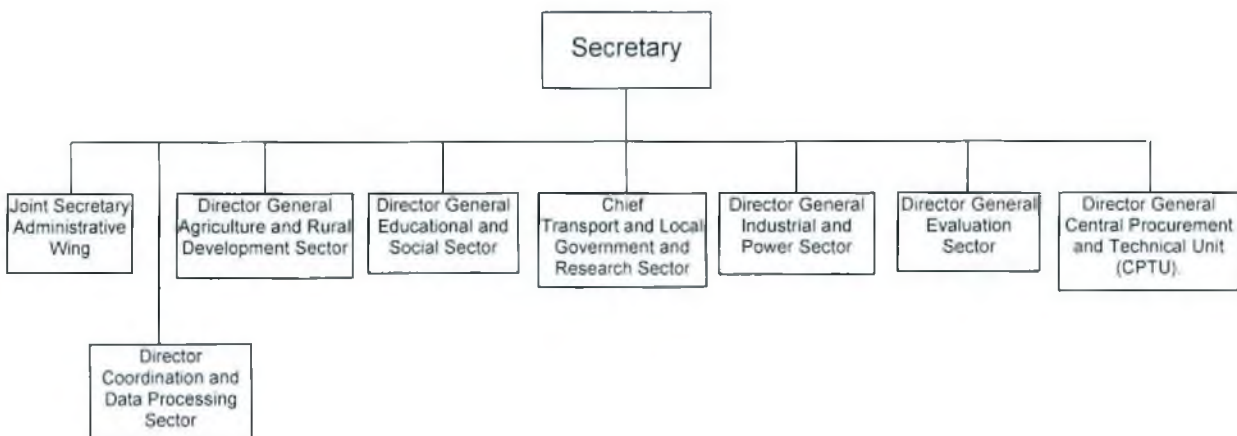 Secretary
Joint Secretary
Administrative
Wing
Director General
Agriculture and Rural
Development Sector
Director General
Educational and
Social Sector
Chief
Transport and Local
Government and
Research Sector
Director General
Industrial and
Power Sector
Director General
Evaluation
Sector
Director General
Central Procurement
and Technical Unit
(CPTU).
Director
Coordination and
Data Processing
Sector